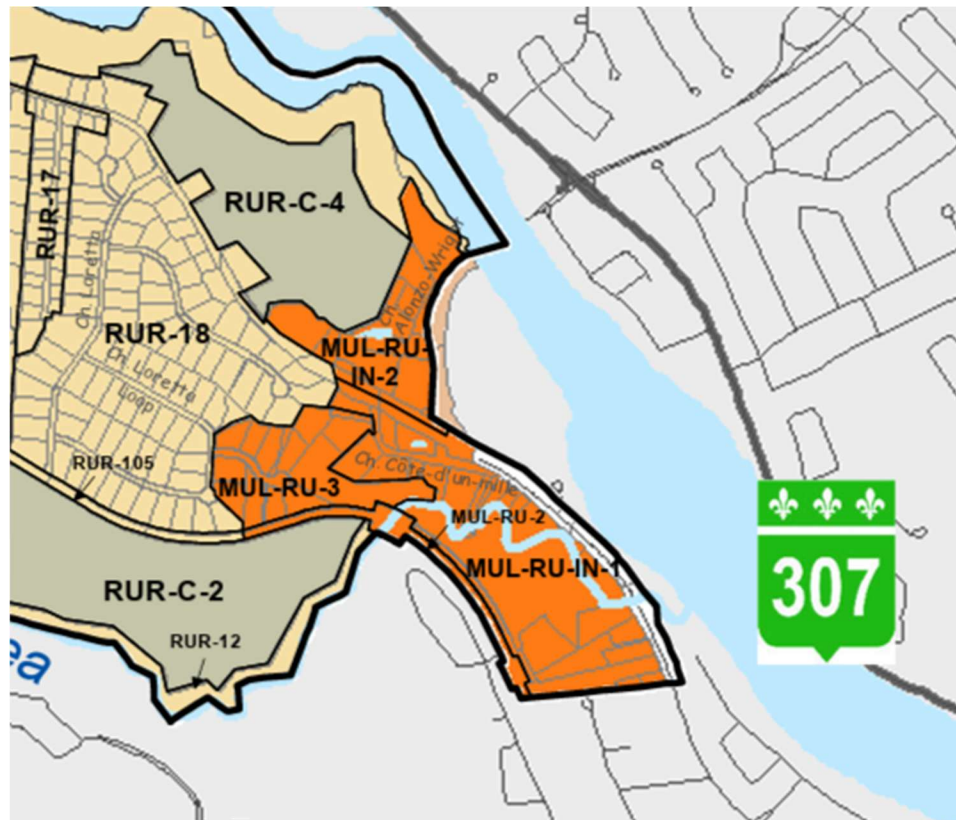 RUR-C-4
RUR-17
Ch. Loretta
Ch.
Alonzo-Wright
RUR-18
MUL-RU-
IN-2
Ch. Loretta
Loop
RUR-105
Ch. Côte-d'un-mille
MUL-RU-3
MUL-RU-2
MUL-RU-IN-1
RUR-C-2
307
RUR-12
ea